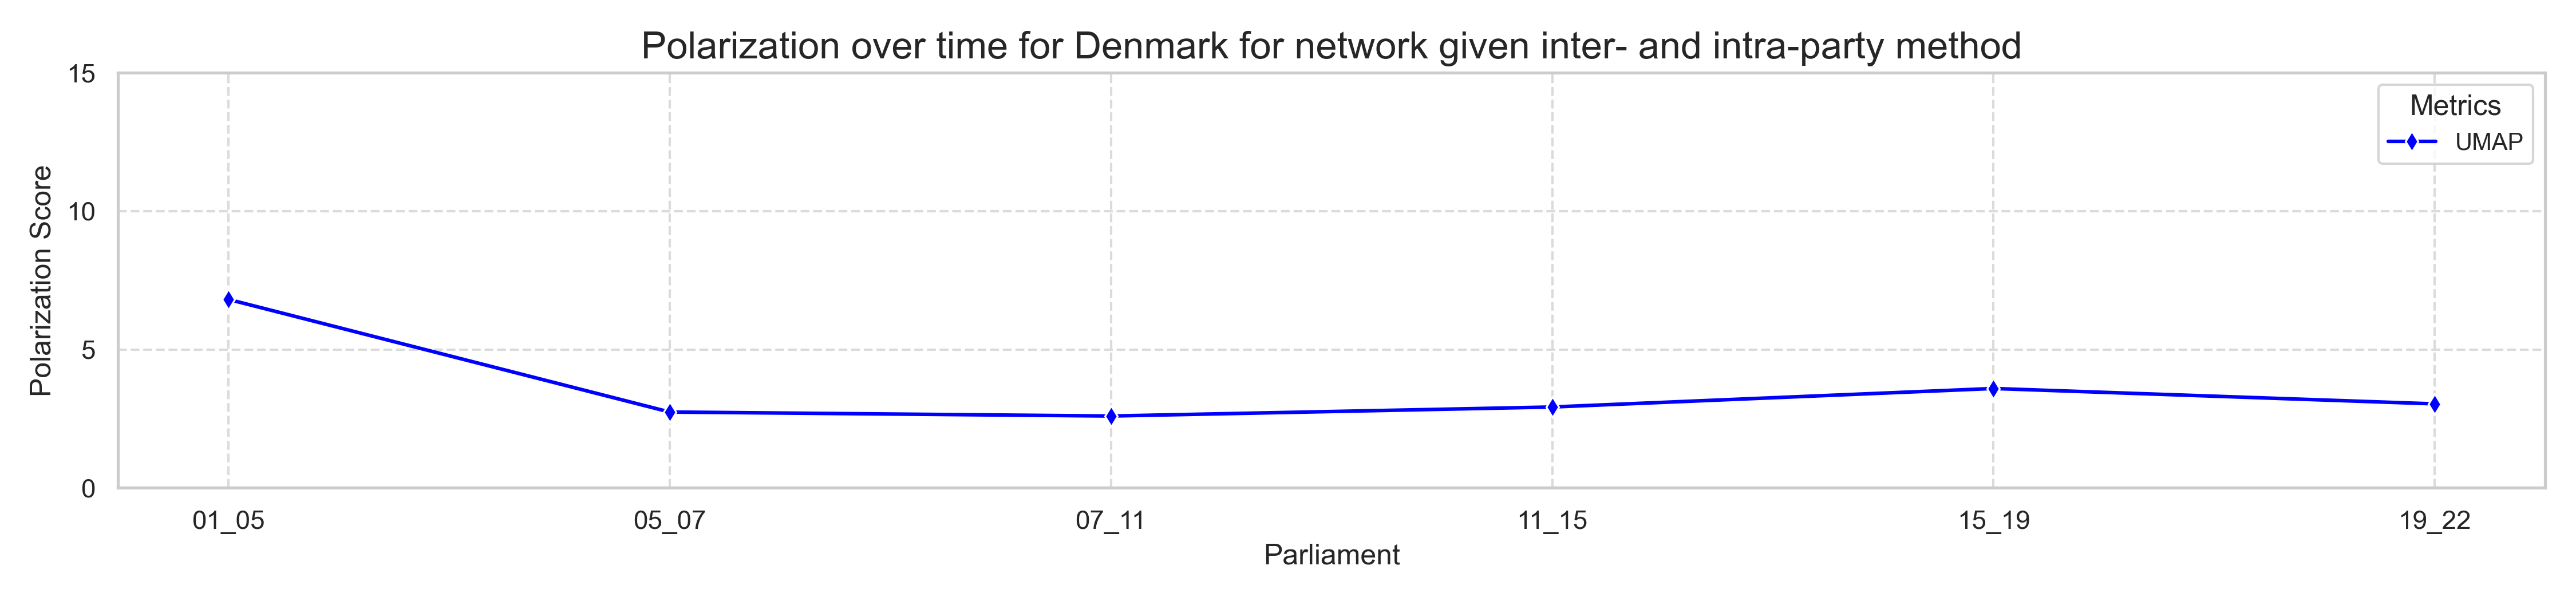 Polarization over time for Denmark for network given inter- and intra-party method
15
10
5
0
Polarization Score
Metrics
UMAP
01_05
05_07
07_11
11_15
15_19
19_22
Parliament